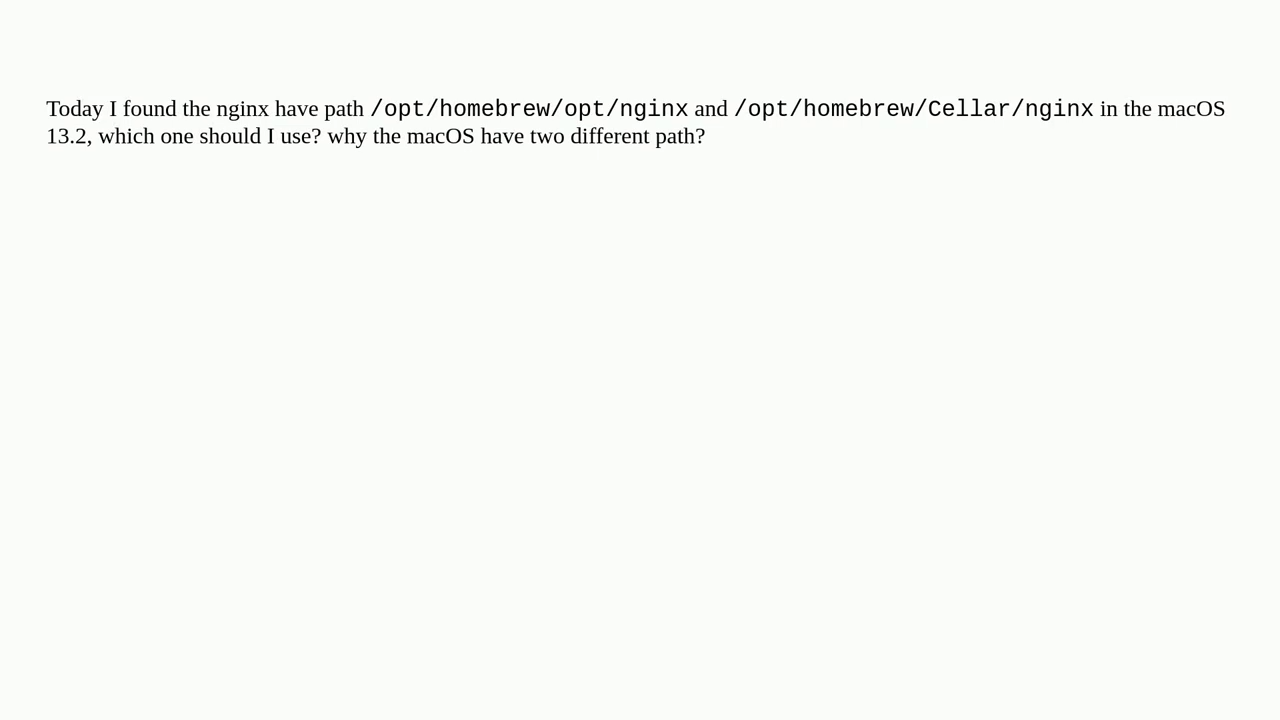 Today I found the nginx have path /opt/homebrew/opt/nginx and /opt/homebrew/Cellar/nginx in the macOS
13.2, which one should I use? why the macOS have two different path?